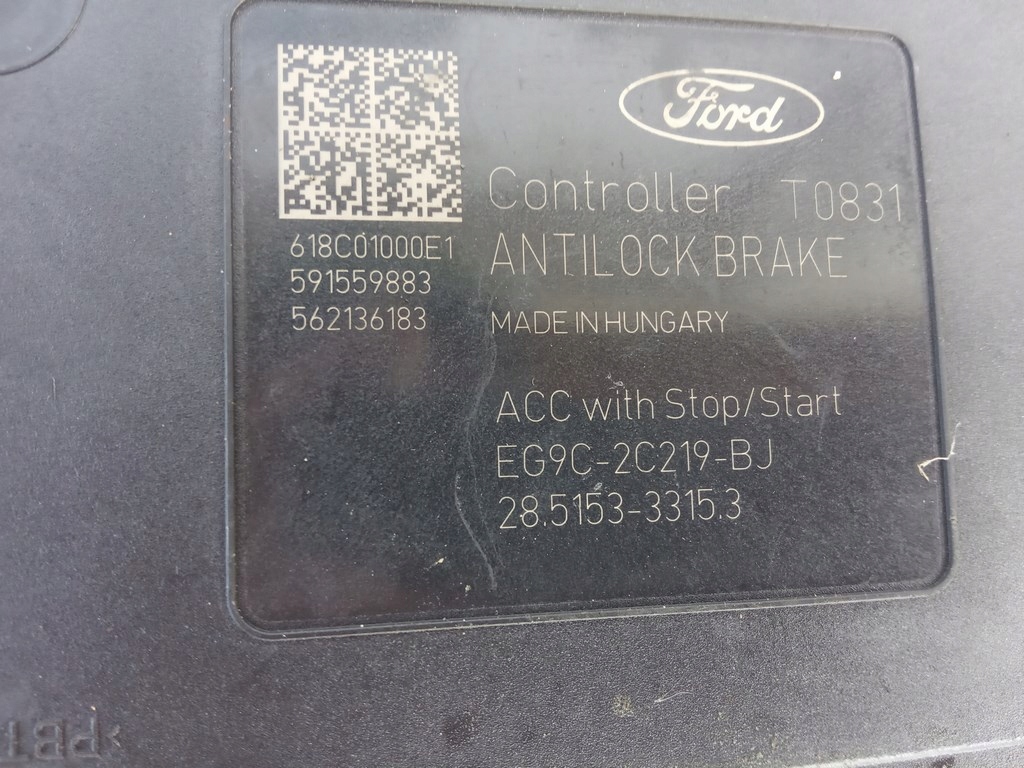 Ford
Controller T0831
ANTILOCK BRAKE
618C01000E1
591559883
562136183
MADE IN HUNGARY
ACC with Stop/Start
EG9C-2C219-BJ
28.5153-3315.3